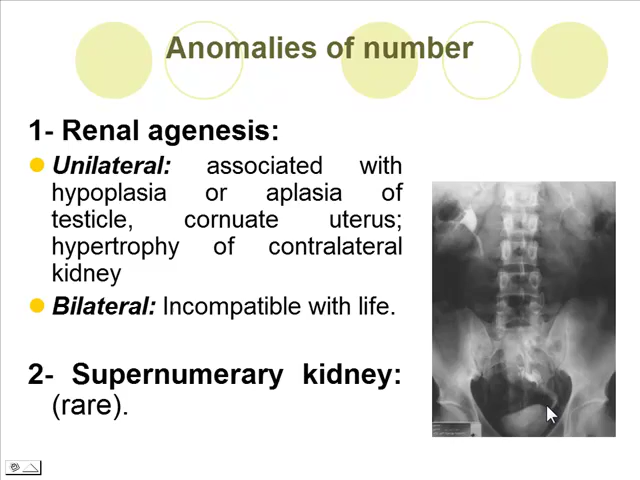 Anomalies of number
1- Renal agenesis:
Unilateral: associated with
hypoplasia or aplasia of
testicle, cornuate uterus;
hypertrophy of contralateral
kidney
Bilateral: Incompatible with life.
2- Supernumerary kidney:
(rare).